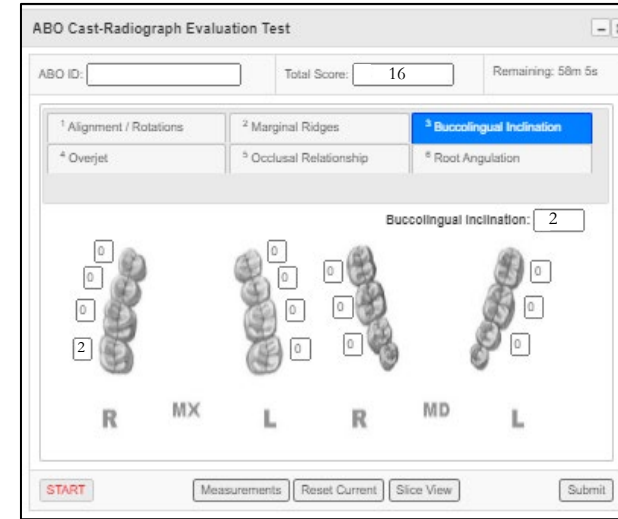 ABO Cast-Radiograph Evaluation Test
ABO ID: Total Score: 16 Remaining: 58m 5s
1 Alignment / Rotations 2 Marginal Ridges 3 Buccolingual Inclination
4 Overjet 5 Occlusal Relationship 6 Root Angulation
Buccolingual Inclination: 2
0 0
0 0 0 0
0 0 0 0
2 0 0 0
R MX L R MD L
START Measurements Reset Current Slice View Submit